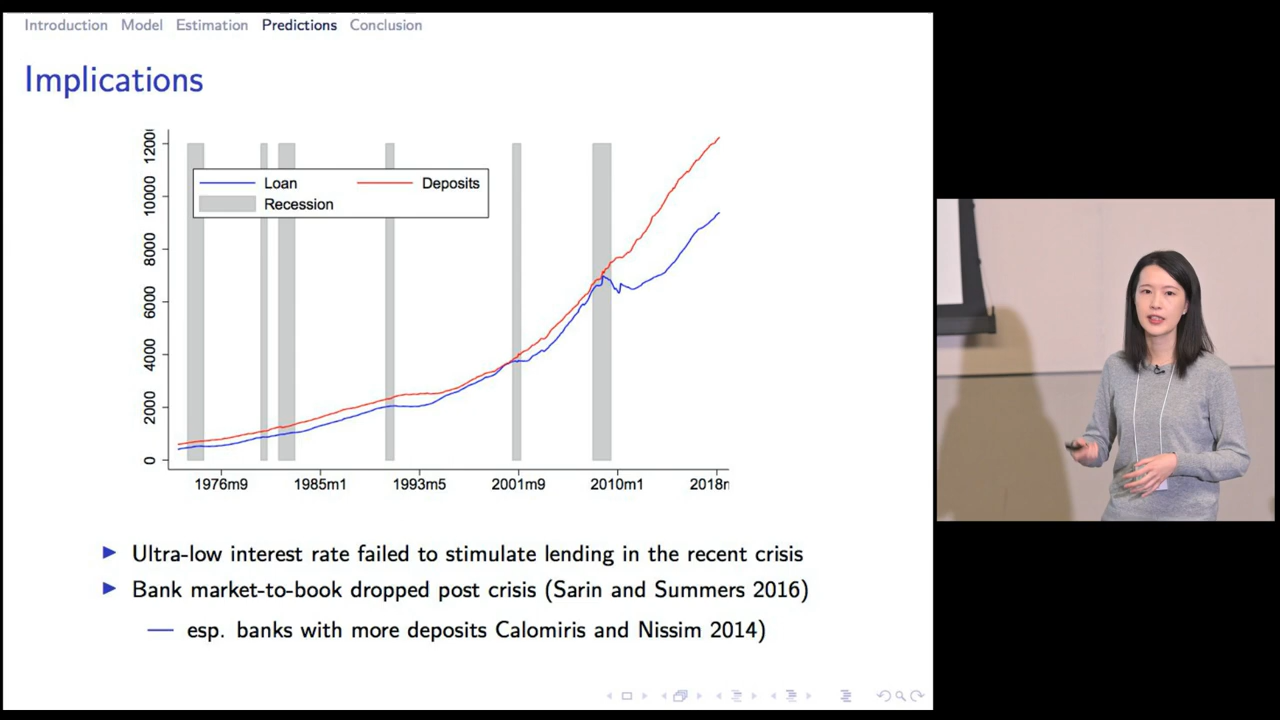 Introduction Model Estimation Predictions Conclusion
Implications
Loan Deposits
Recession
0 2000 4000 6000 8000 10000 1200
1976m9 1985m1 1993m5 2001m9 2010m1 2018
Ultra-low interest rate failed to stimulate lending in the recent crisis
Bank market-to-book dropped post crisis (Sarin and Summers 2016)
— esp. banks with more deposits Calomiris and Nissim 2014)